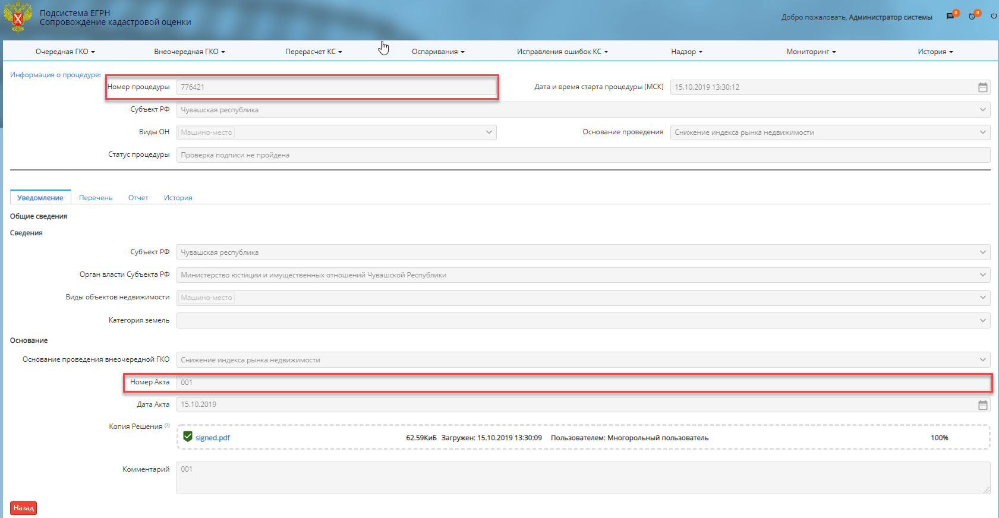 Подсистема ЕГРН
Сопровождение кадастровой оценки
Добро пожаловать, Администратор системы
0
0
Очередная ГКО
Внеочередная ГКО
Перерасчет КС
Оспаривания
Исправления ошибок КС
Надзор
Мониторинг
История
Информация о процедуре:
Номер процедуры 776421
Дата и время старта процедуры (МСК) 15.10.2019 13:30:12
Субъект РФ Чувашская республика
Виды ОН Машино-место
Основание проведения Снижение индекса рынка недвижимости
Статус процедуры Проверка подписи не пройдена
Уведомление Перечень Отчет История
Общие сведения
Сведения
Субъект РФ Чувашская республика
Орган власти Субъекта РФ Министерство юстиции и имущественных отношений Чувашской Республики
Виды объектов недвижимости Машино-место
Категория земель
Основание
Основание проведения внеочередной ГКО Снижение индекса рынка недвижимости
Номер Акта 001
Дата Акта 15.10.2019
Копия Решения (?)
signed.pdf 62.59КиБ Загружен: 15.10.2019 13:30:09 Пользователем: Многорольный пользователь 100%
Комментарий 001
Назад